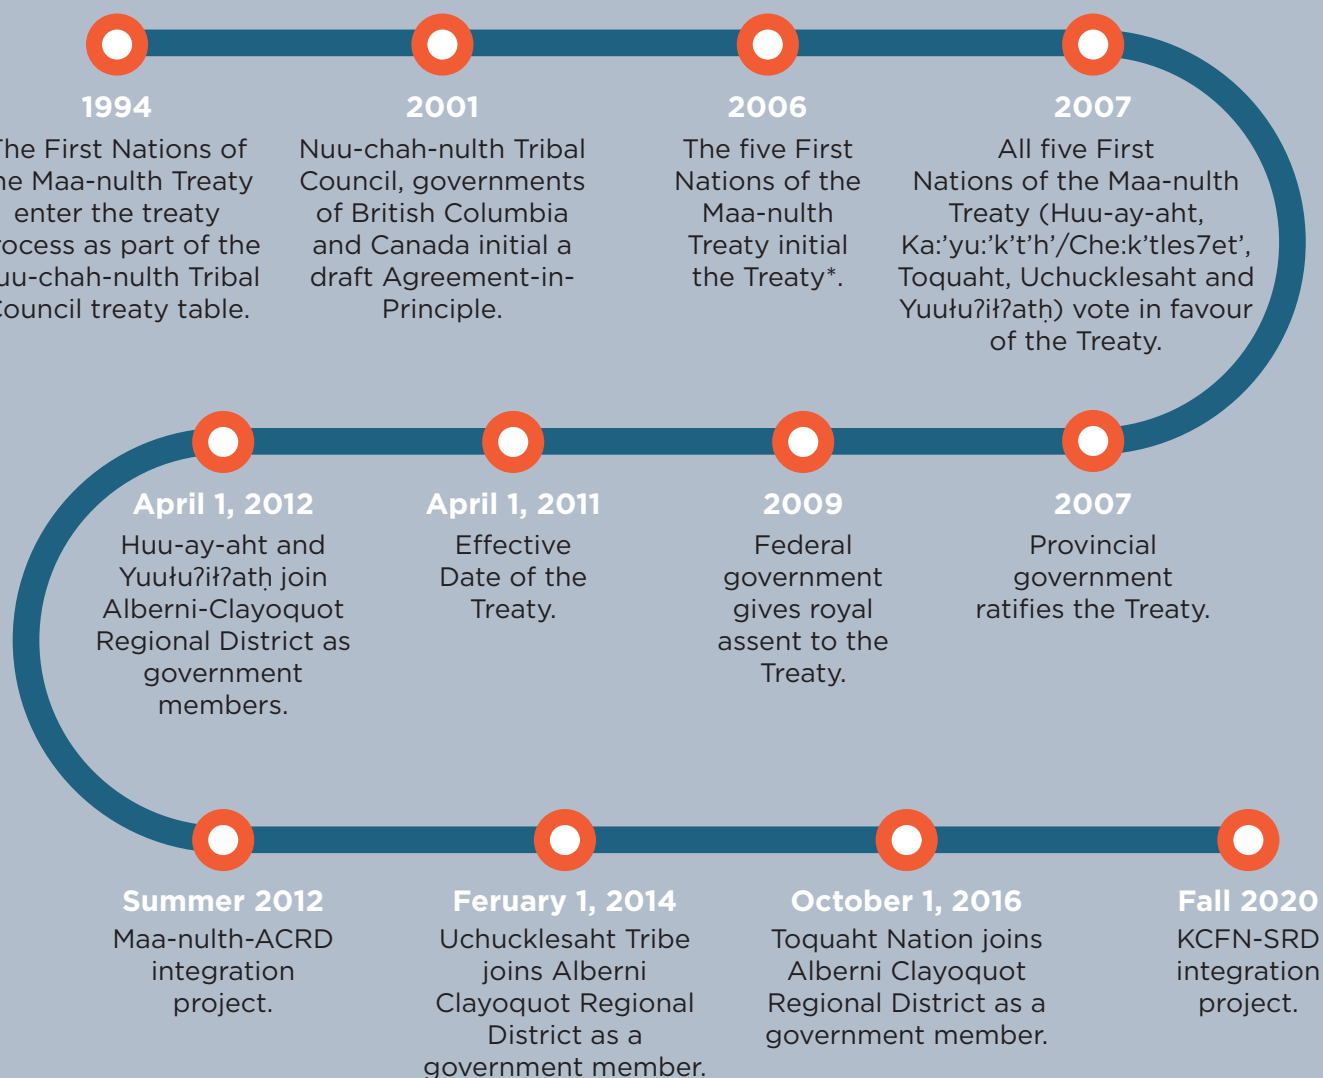 1994
The First Nations of
he Maa-nulth Treaty
enter the treaty
rocess as part of the
uu-chah-nulth Tribal
Council treaty table.
2001
Nuu-chah-nulth Tribal
Council, governments
of British Columbia
and Canada initial a
draft Agreement-in-
Principle.
2006
The five First
Nations of the
Maa-nulth
Treaty initial
the Treaty*.
2007
All five First
Nations of the Maa-nulth
Treaty (Huu-ay-aht,
Ka:'yu:'k't'h'/Che:k'tles7et',
Toquaht, Uchucklesaht and
Yuułuʔiłʔatḥ) vote in favour
of the Treaty.
2007
Provincial
government
ratifies the Treaty.
2009
Federal
government
gives royal
assent to the
Treaty.
April 1, 2011
Effective
Date of the
Treaty.
April 1, 2012
Huu-ay-aht and
Yuułuʔiłʔatḥ join
Alberni-Clayoquot
Regional District as
government
members.
Summer 2012
Maa-nulth-ACRD
integration
project.
Feruary 1, 2014
Uchucklesaht Tribe
joins Alberni
Clayoquot Regional
District as a
government member.
October 1, 2016
Toquaht Nation joins
Alberni Clayoquot
Regional District as a
government member.
Fall 2020
KCFN-SRD
integration
project.